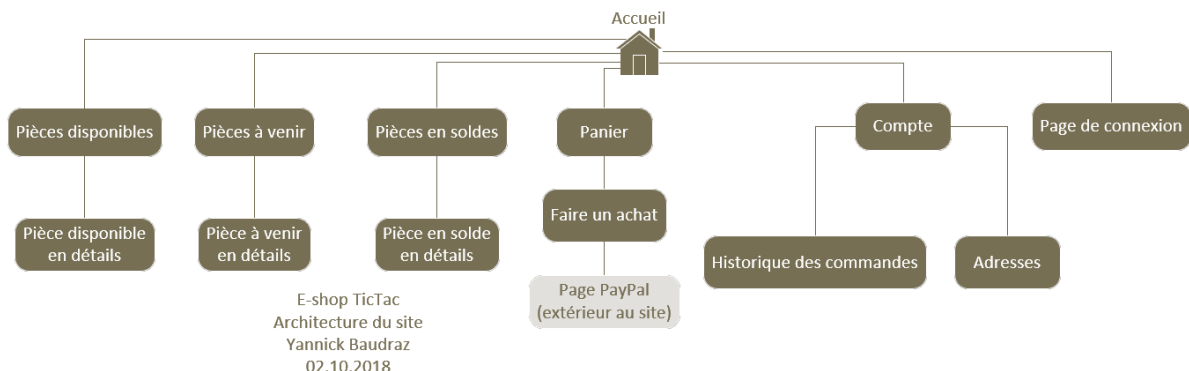 Accueil
Pièces disponibles
Pièces à venir
Pièces en soldes
Panier
Compte
Page de connexion
Pièce disponible
en détails
Pièce à venir
en détails
Pièce en solde
en détails
Faire un achat
Historique des commandes
Adresses
Page PayPal
(extérieur au site)
E-shop TicTac
Architecture du site
Yannick Baudraz
02.10.2018